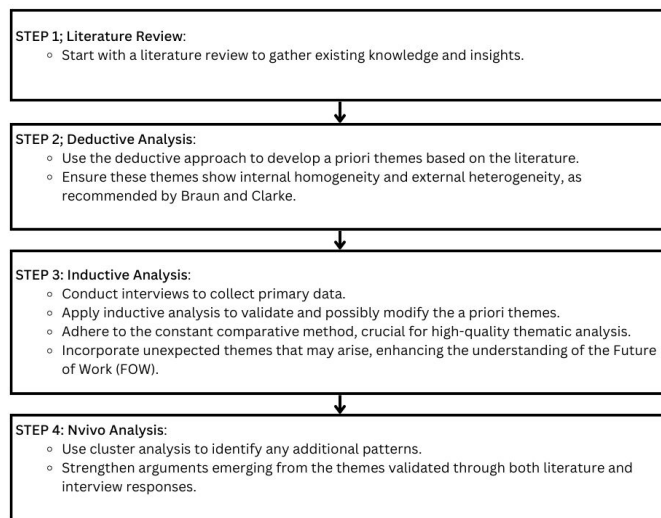 STEP 1; Literature Review:
Start with a literature review to gather existing knowledge and insights.
STEP 2; Deductive Analysis:
Use the deductive approach to develop a priori themes based on the literature.
Ensure these themes show internal homogeneity and external heterogeneity, as
recommended by Braun and Clarke.
STEP 3: Inductive Analysis:
Conduct interviews to collect primary data.
Apply inductive analysis to validate and possibly modify the a priori themes.
Adhere to the constant comparative method, crucial for high-quality thematic analysis.
Incorporate unexpected themes that may arise, enhancing the understanding of the Future
of Work (FOW).
STEP 4: Nvivo Analysis:
Use cluster analysis to identify any additional patterns.
Strengthen arguments emerging from the themes validated through both literature and
interview responses.